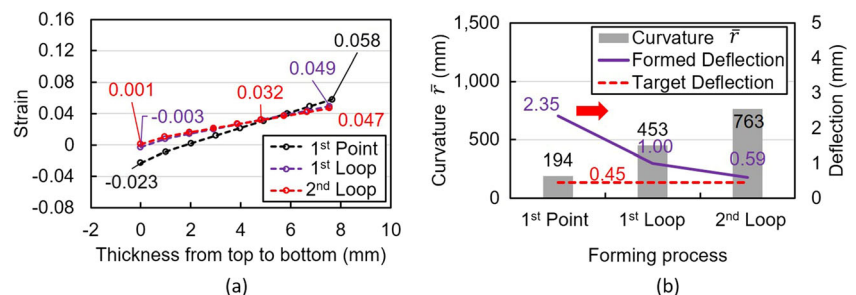 0.16
0.12
0.08
0.04
0
-0.04
-0.08
Strain
0.001
-0.003
-0.023
0.032
0.049
0.058
0.047
1st Point
1st Loop
2nd Loop
-2 0 2 4 6 8 10
Thickness from top to bottom (mm)
(a)
1,500
1,000
500
0
Curvature r̄ (mm)
Curvature r̄
Formed Deflection
Target Deflection
2.35
194
0.45
453
1.00
763
0.59
5
4
3
2
1
0
Deflection (mm)
1st Point 1st Loop 2nd Loop
Forming process
(b)